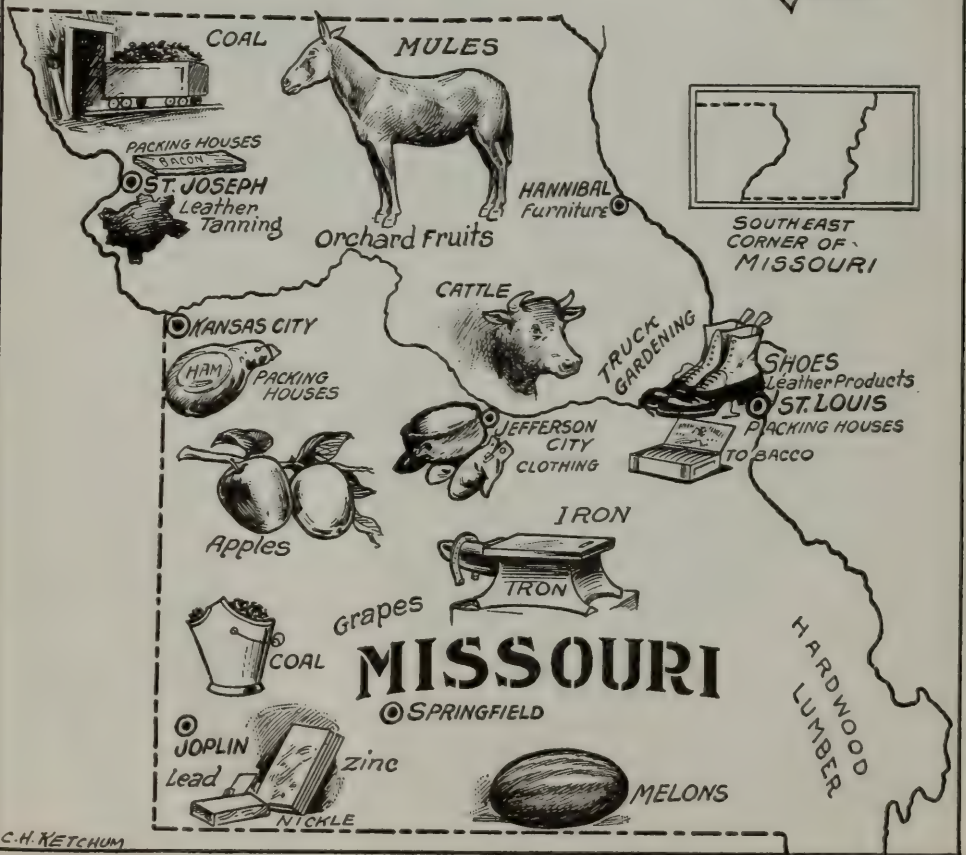 COAL
MULES
PACKING HOUSES
BACON
ST. JOSEPH
Leather
Tanning
HANNIBAL
Furniture
Orchard Fruits
SOUTHEAST
CORNER OF
MISSOURI
CATTLE
KANSAS CITY
HAM
PACKING
HOUSES
TRUCK
GARDENING
SHOES
Leather Products
ST. LOUIS
PACKING HOUSES
TOBACCO
JEFFERSON
CITY
CLOTHING
Apples
IRON
IRON
Grapes
COAL
MISSOURI
SPRINGFIELD
HARDWOOD
LUMBER
JOPLIN
Lead
Zinc
NICKLE
MELONS
C.H. KETCHUM